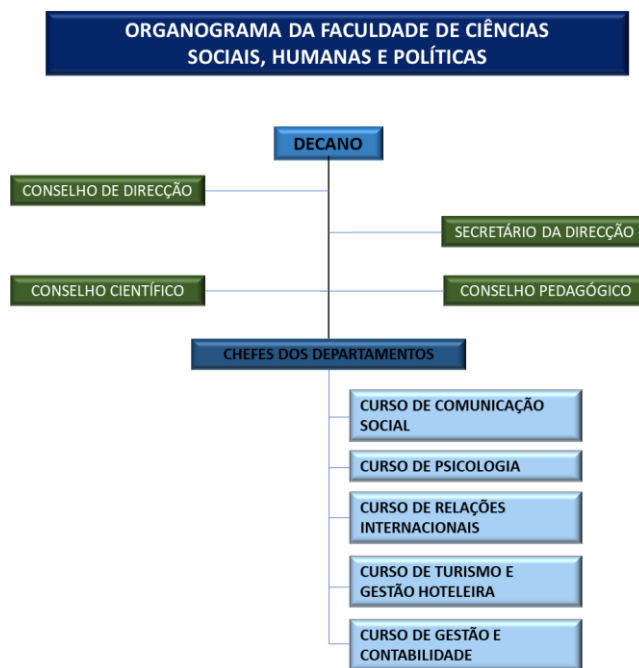 ORGANOGRAMA DA FACULDADE DE CIÊNCIAS
SOCIAIS, HUMANAS E POLÍTICAS
DECANO
CONSELHO DE DIRECÇÃO
SECRETÁRIO DA DIRECÇÃO
CONSELHO CIENTÍFICO
CONSELHO PEDAGÓGICO
CHEFES DOS DEPARTAMENTOS
CURSO DE COMUNICAÇÃO
SOCIAL
CURSO DE PSICOLOGIA
CURSO DE RELAÇÕES
INTERNACIONAIS
CURSO DE TURISMO E
GESTÃO HOTELEIRA
CURSO DE GESTÃO E
CONTABILIDADE